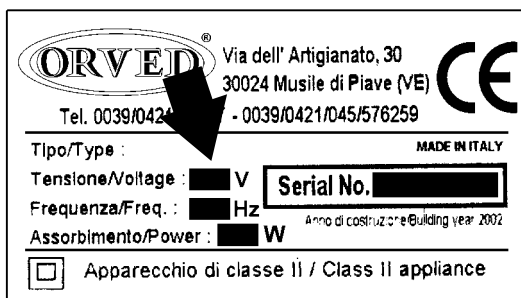 ORVED®
Via dell' Artigianato, 30
30024 Musile di Piave (VE)
CE
Tel. 0039/042 - 0039/0421/045/576259
Tipo/Type :
MADE IN ITALY
Tensione/Voltage : V
Serial No.
Frequenza/Freq. : Hz
Anno di costruzione/Building year 2002
Assorbimento/Power : W
Apparecchio di classe II / Class II appliance